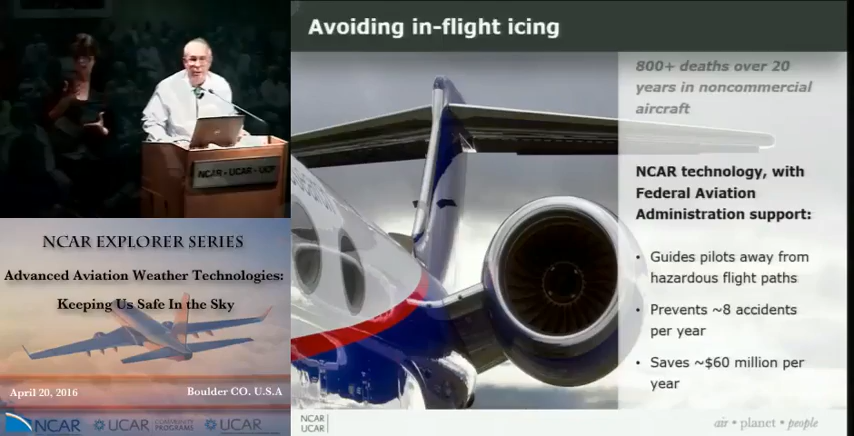 Avoiding in-flight icing
800+ deaths over 20
years in noncommercial
aircraft
NCAR technology, with
Federal Aviation
Administration support:
• Guides pilots away from
hazardous flight paths
• Prevents ~8 accidents
per year
• Saves ~$60 million per
year
NCAR
UCAR
air • planet • people
NCAR - UCAR - UCP
NCAR EXPLORER SERIES
Advanced Aviation Weather Technologies:
Keeping Us Safe In the Sky
April 20, 2016
Boulder CO. U.S.A
NCAR
UCAR
COMMUNITY
PROGRAMS
UCAR